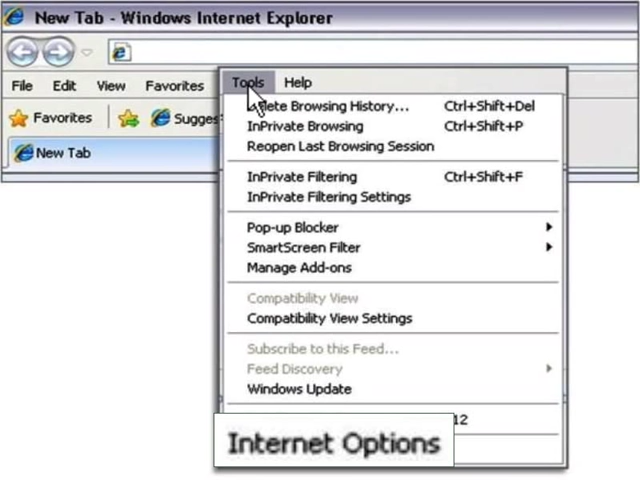 New Tab - Windows Internet Explorer
File Edit View Favorites Tools Help
Favorites
New Tab
Browsing History... Ctrl+Shift+Del
InPrivate Browsing Ctrl+Shift+P
Reopen Last Browsing Session
InPrivate Filtering Ctrl+Shift+F
InPrivate Filtering Settings
Pop-up Blocker
SmartScreen Filter
Manage Add-ons
Compatibility View
Compatibility View Settings
Subscribe to this Feed...
Feed Discovery
Windows Update
12
Internet Options